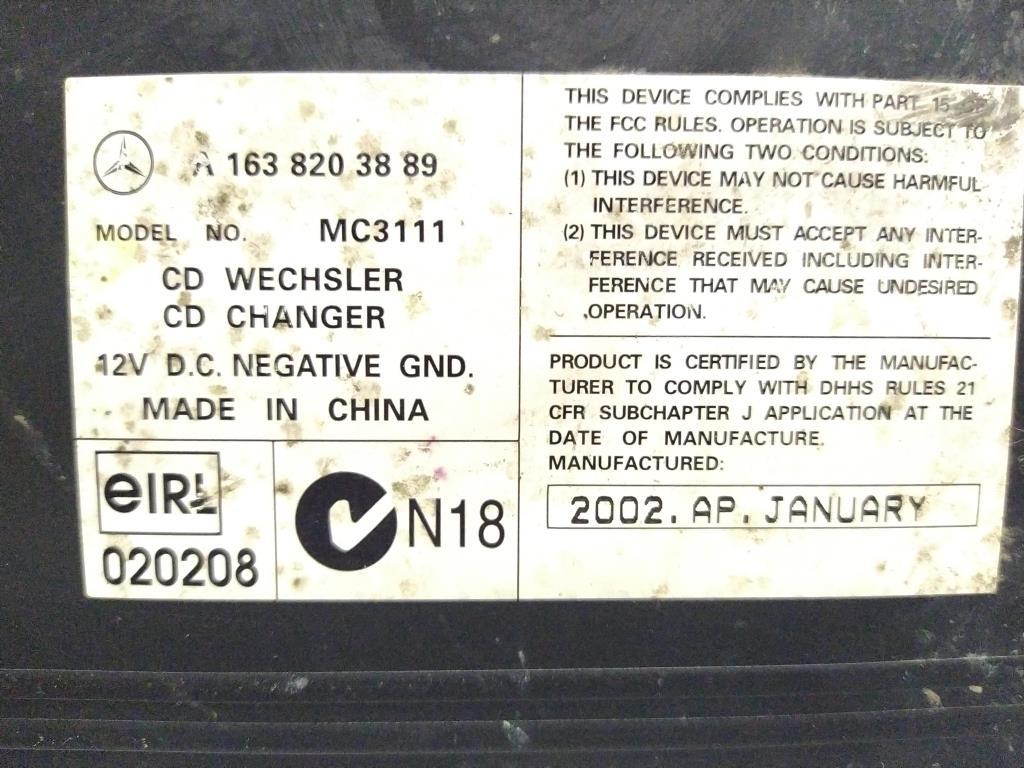 A 163 820 38 89
MODEL NO. MC3111
CD WECHSLER
CD CHANGER
12V D.C. NEGATIVE GND.
MADE IN CHINA
eIRL
020208
N18
THIS DEVICE COMPLIES WITH PART 15 OF
THE FCC RULES. OPERATION IS SUBJECT TO
THE FOLLOWING TWO CONDITIONS:
(1) THIS DEVICE MAY NOT CAUSE HARMFUL
INTERFERENCE.
(2) THIS DEVICE MUST ACCEPT ANY INTER-
FERENCE RECEIVED INCLUDING INTER-
FERENCE THAT MAY CAUSE UNDESIRED
OPERATION.
PRODUCT IS CERTIFIED BY THE MANUFAC-
TURER TO COMPLY WITH DHHS RULES 21
CFR SUBCHAPTER J APPLICATION AT THE
DATE OF MANUFACTURE.
MANUFACTURED:
2002. AP. JANUARY